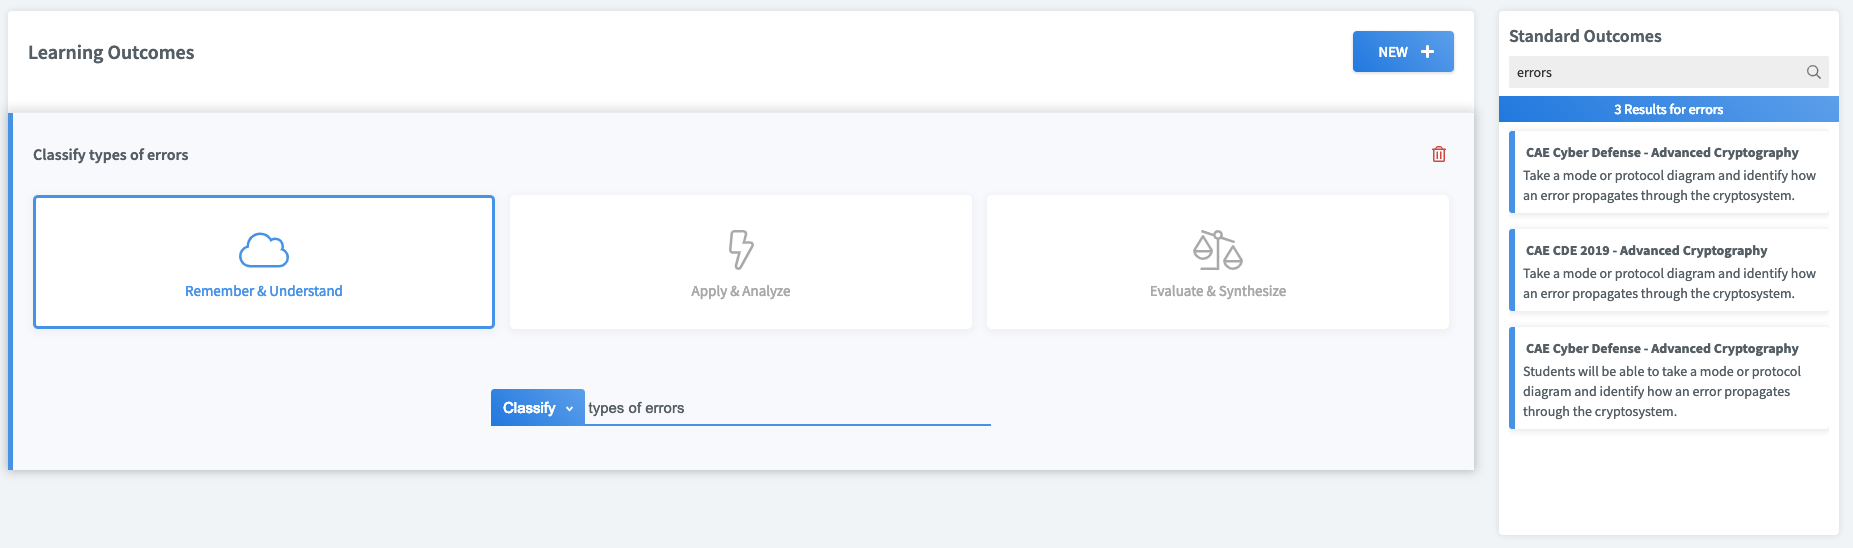 Learning Outcomes
NEW
Classify types of errors
Remember & Understand
Apply & Analyze
Evaluate & Synthesize
Classify types of errors
Standard Outcomes
errors
3 Results for errors
CAE Cyber Defense - Advanced Cryptography
Take a mode or protocol diagram and identify how
an error propagates through the cryptosystem.
CAE CDE 2019 - Advanced Cryptography
Take a mode or protocol diagram and identify how
an error propagates through the cryptosystem.
CAE Cyber Defense - Advanced Cryptography
Students will be able to take a mode or protocol
diagram and identify how an error propagates
through the cryptosystem.